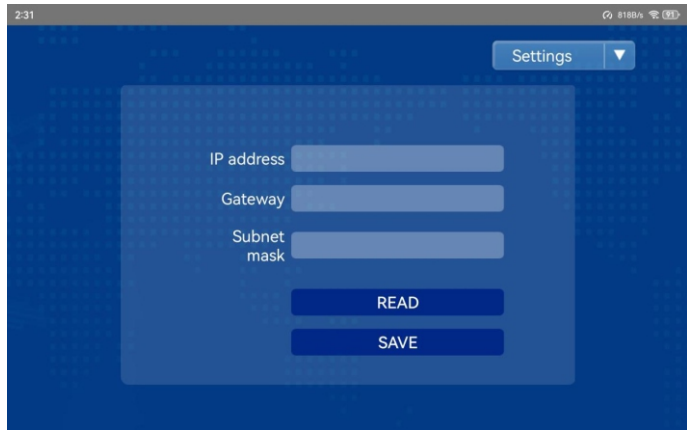 2:31 818B/s 91
Settings
IP address
Gateway
Subnet
mask
READ
SAVE